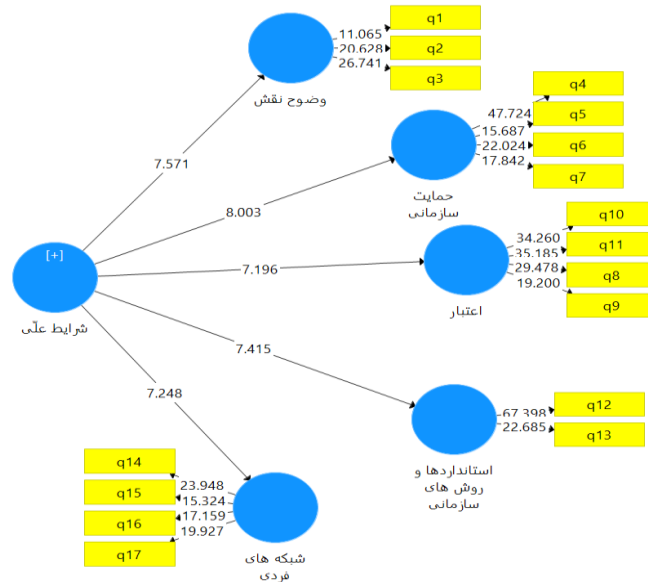 q1
11.065
q2
20.628
q3
26.741
وضوح نقش
7.571
q4
47.724
q5
15.687
q6
22.024
q7
17.842
حمایت
سازمانی
8.003
q10
34.260
q11
35.185
q8
29.478
q9
19.200
اعتبار
7.196
[+]
شرایط علّی
7.415
q12
67.398
q13
22.685
استانداردها و
روش های
سازمانی
7.248
q14
23.948
q15
15.324
q16
17.159
q17
19.927
شبکه های
فردی